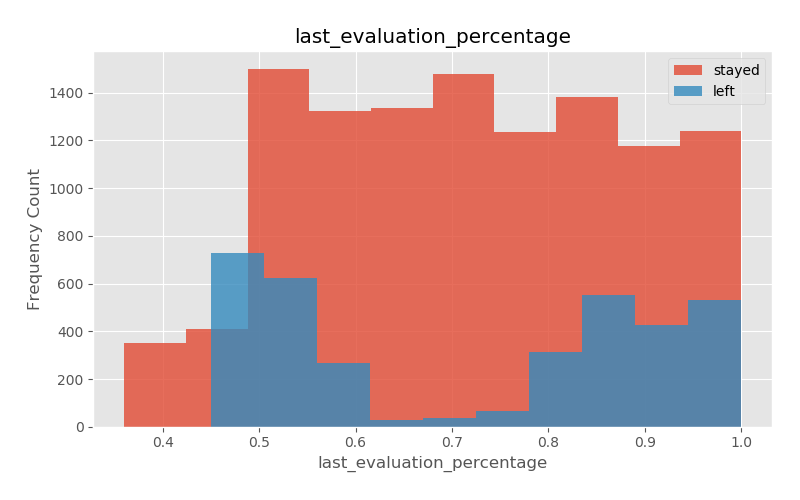 last_evaluation_percentage
stayed
left
1400
1200
1000
800
600
400
200
0
Frequency Count
0.4 0.5 0.6 0.7 0.8 0.9 1.0
last_evaluation_percentage